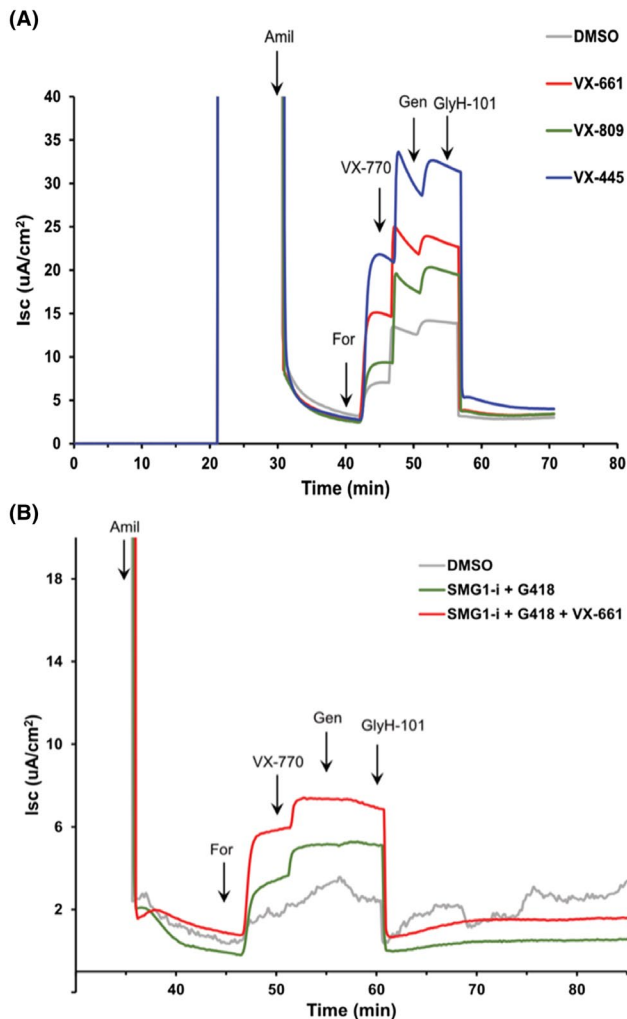 (A)
Amil
DMSO
VX-661
VX-809
VX-445
Gen GlyH-101
VX-770
For
40
35
30
25
20
15
10
5
0
Isc (uA/cm²)
0 10 20 30 40 50 60 70 80
Time (min)
(B)
Amil
DMSO
SMG1-i + G418
SMG1-i + G418 + VX-661
Gen
GlyH-101
VX-770
For
18
14
10
6
2
Isc (uA/cm²)
40 50 60 70 80
Time (min)